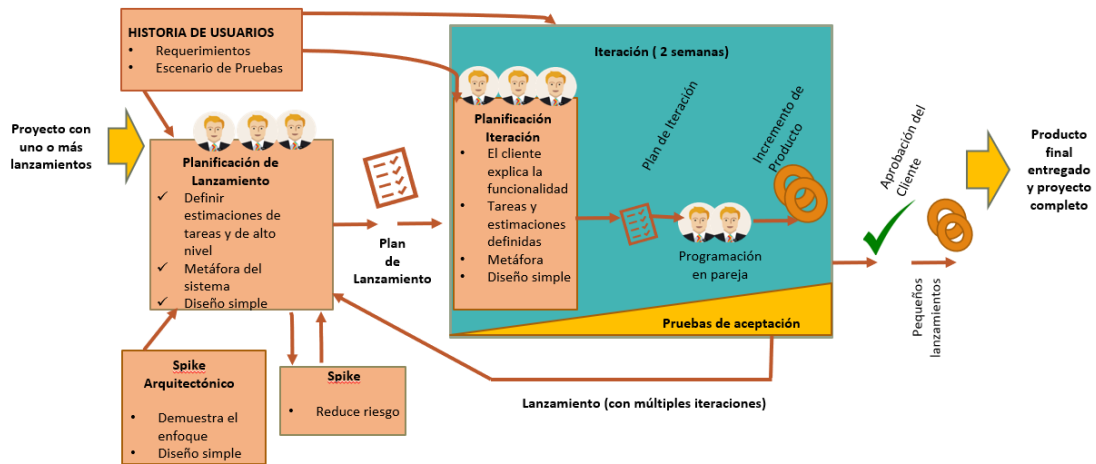 HISTORIA DE USUARIOS
• Requerimientos
• Escenario de Pruebas
Proyecto con
uno o más
lanzamientos
Planificación de
Lanzamiento
✓ Definir
estimaciones de
tareas y de alto
nivel
✓ Metáfora del
sistema
✓ Diseño simple
Spike
Arquitectónico
• Demuestra el
enfoque
• Diseño simple
Spike
• Reduce riesgo
Plan
de
Lanzamiento
Iteración ( 2 semanas)
Planificación
Iteración
• El cliente
explica la
funcionalidad
• Tareas y
estimaciones
definidas
• Metáfora
• Diseño simple
Plan de Iteración
Programación
en pareja
Incremento de
Producto
Pruebas de aceptación
Lanzamiento (con múltiples iteraciones)
Aprobación del
Cliente
Pequeños
lanzamientos
Producto
final
entregado
y proyecto
completo